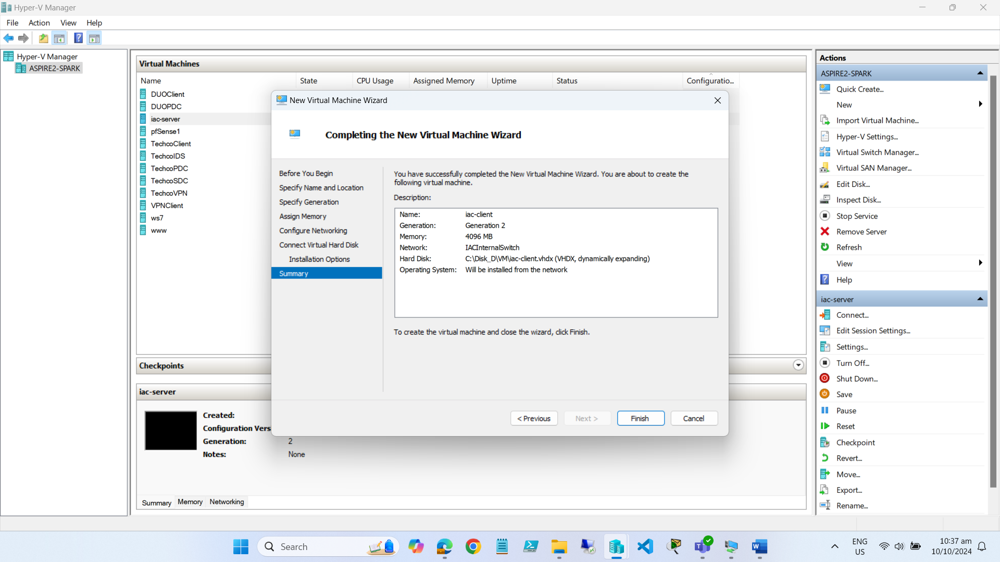 Hyper-V Manager
File Action View Help
Hyper-V Manager
ASPIRE2-SPARK
Virtual Machines
Name State CPU Usage Assigned Memory Uptime Status Configuratio...
DUOClient
DUOPDC
iac-server
pfSense1
TechcoClient
TechcoIDS
TechcoPDC
TechcoSDC
TechcoVPN
VPNClient
ws7
www
Checkpoints
iac-server
Created:
Configuration Vers
Generation: 2
Notes: None
Summary Memory Networking
New Virtual Machine Wizard
Completing the New Virtual Machine Wizard
Before You Begin
Specify Name and Location
Specify Generation
Assign Memory
Configure Networking
Connect Virtual Hard Disk
Installation Options
Summary
You have successfully completed the New Virtual Machine Wizard. You are about to create the
following virtual machine.
Description:
Name: iac-client
Generation: Generation 2
Memory: 4096 MB
Network: IACInternalSwitch
Hard Disk: C:\Disk_D\VM\iac-client.vhdx (VHDX, dynamically expanding)
Operating System: Will be installed from the network
To create the virtual machine and close the wizard, click Finish.
< Previous Next > Finish Cancel
Actions
ASPIRE2-SPARK
Quick Create...
New
Import Virtual Machine...
Hyper-V Settings...
Virtual Switch Manager...
Virtual SAN Manager...
Edit Disk...
Inspect Disk...
Stop Service
Remove Server
Refresh
View
Help
iac-server
Connect...
Edit Session Settings...
Settings...
Turn Off...
Shut Down...
Save
Pause
Reset
Checkpoint
Revert...
Move...
Export...
Rename...
Search
ENG
US
10:37 am
10/10/2024